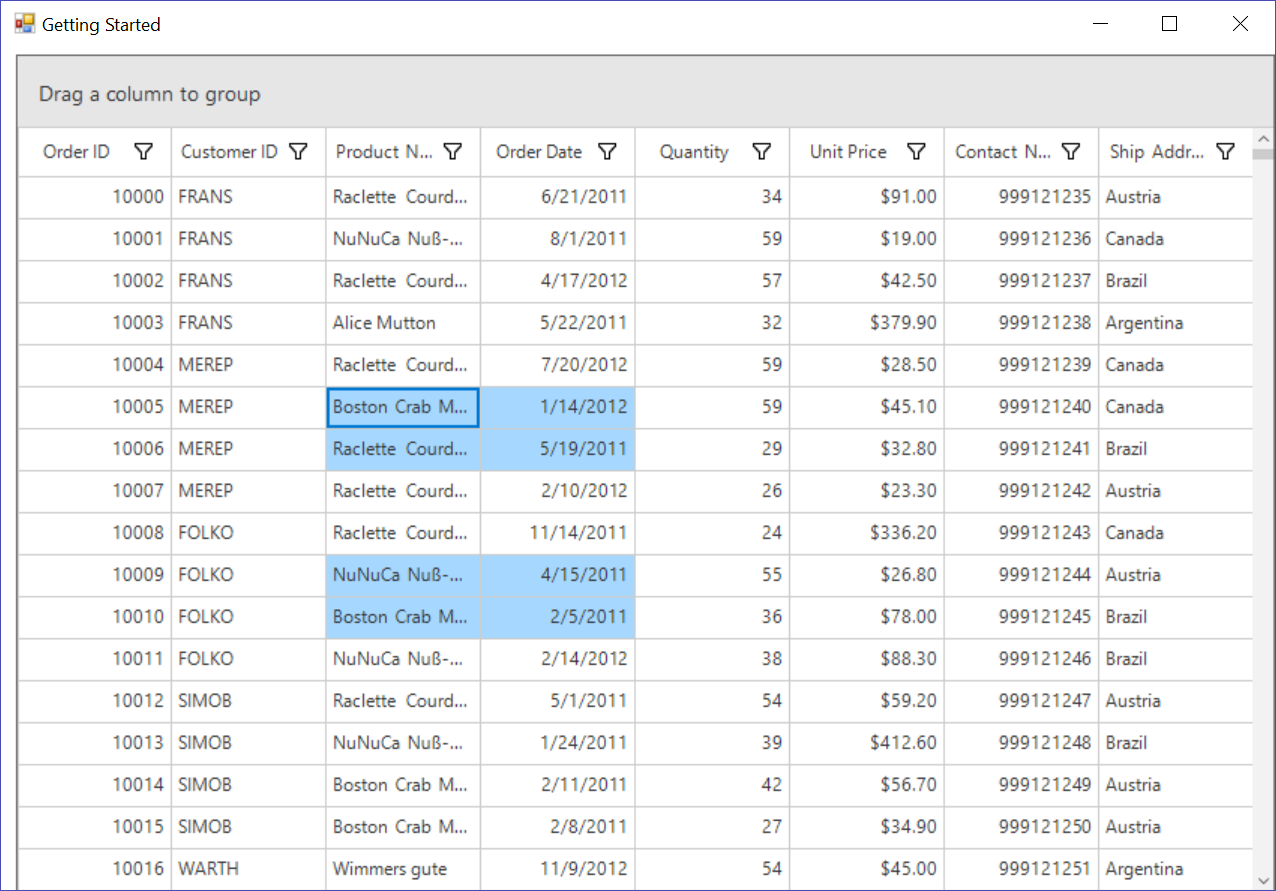 Getting Started
Drag a column to group
Order ID Customer ID Product N... Order Date Quantity Unit Price Contact N... Ship Addr...
10000 FRANS Raclette Courd... 6/21/2011 34 $91.00 999121235 Austria
10001 FRANS NuNuCa Nuß-... 8/1/2011 59 $19.00 999121236 Canada
10002 FRANS Raclette Courd... 4/17/2012 57 $42.50 999121237 Brazil
10003 FRANS Alice Mutton 5/22/2011 32 $379.90 999121238 Argentina
10004 MEREP Raclette Courd... 7/20/2012 59 $28.50 999121239 Canada
10005 MEREP Boston Crab M... 1/14/2012 59 $45.10 999121240 Canada
10006 MEREP Raclette Courd... 5/19/2011 29 $32.80 999121241 Brazil
10007 MEREP Raclette Courd... 2/10/2012 26 $23.30 999121242 Austria
10008 FOLKO Raclette Courd... 11/14/2011 24 $336.20 999121243 Canada
10009 FOLKO NuNuCa Nuß-... 4/15/2011 55 $26.80 999121244 Austria
10010 FOLKO Boston Crab M... 2/5/2011 36 $78.00 999121245 Brazil
10011 FOLKO NuNuCa Nuß-... 2/14/2012 38 $88.30 999121246 Brazil
10012 SIMOB Raclette Courd... 5/1/2011 54 $59.20 999121247 Austria
10013 SIMOB NuNuCa Nuß-... 1/24/2011 39 $412.60 999121248 Brazil
10014 SIMOB Boston Crab M... 2/11/2011 42 $56.70 999121249 Austria
10015 SIMOB Boston Crab M... 2/8/2011 27 $34.90 999121250 Austria
10016 WARTH Wimmers gute 11/9/2012 54 $45.00 999121251 Argentina